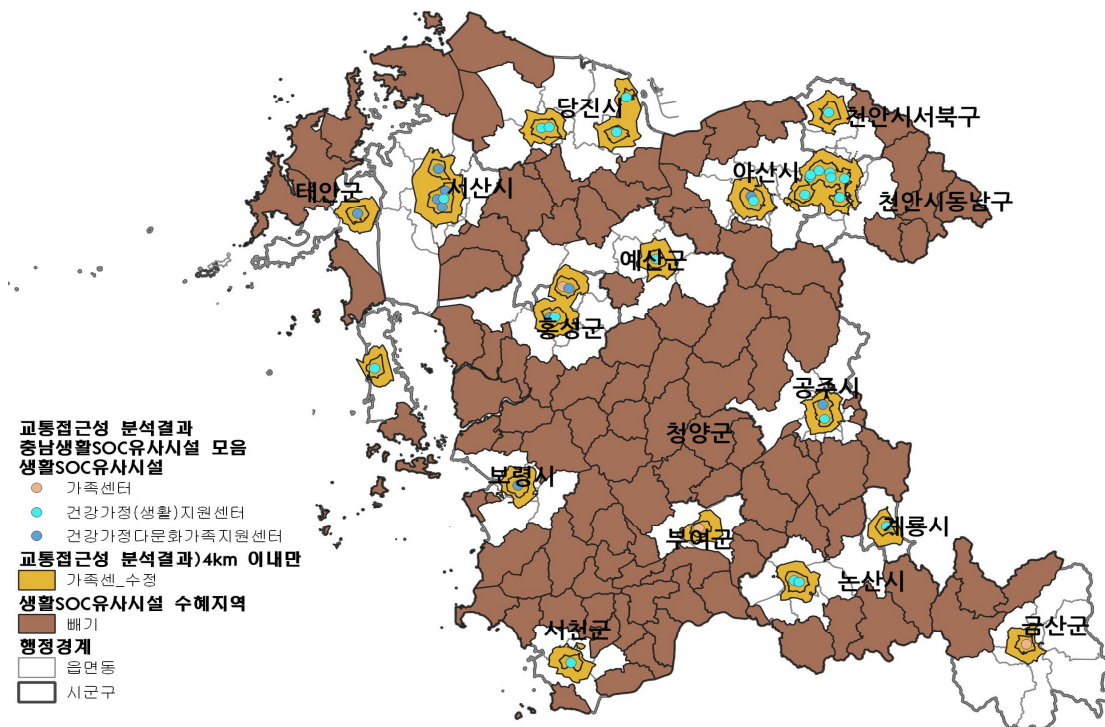 당진시
천안시서북구
아산시
태안군
서산시
천안시동남구
예산군
홍성군
공주시
청양군
보령시
부여군
계룡시
논산시
서천군
금산군
교통접근성 분석결과
충남생활SOC유사시설 모음
생활SOC유사시설
가족센터
건강가정(생활)지원센터
건강가정다문화가족지원센터
교통접근성 분석결과)4km 이내만
가족센_수정
생활SOC유사시설 수혜지역
빼기
행정경계
읍면동
시군구